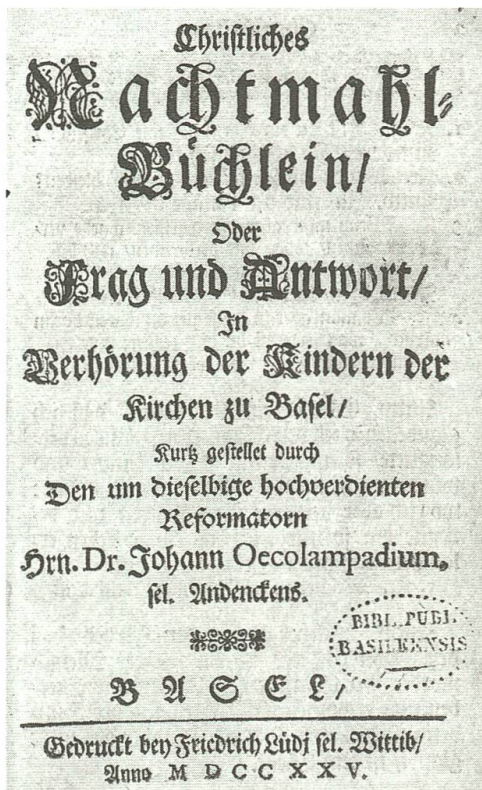 Christliches
Nachtmahl-
Büchlein/
Oder
Frag und Antwort/
In
Verhörung der Kindern der
Kirchen zu Basel/
Kurtz gestellet durch
Den um dieselbige hochverdienten
Reformatorn
Hrn. Dr. Johann Oecolampadium,
sel. Andenckens.
BIBL. PUBL.
BASILEENSIS
BASEL/
Gedruckt bey Friedrich Lüdj sel. Wittib/
Anno MDCCXXV.